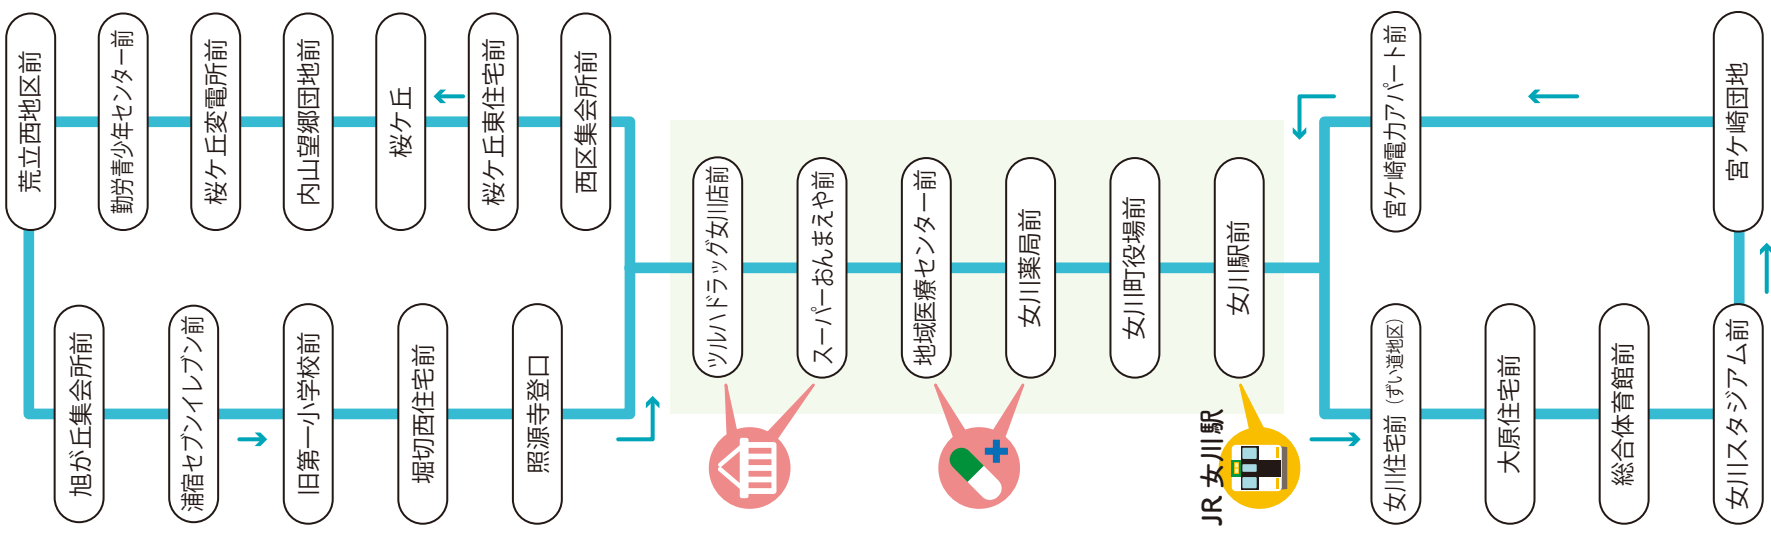 荒立西地区前
勤労青少年センター前
桜ケ丘変電所前
内山望郷団地前
桜ケ丘
桜ケ丘東住宅前
西区集会所前
旭が丘集会所前
浦宿セブンイレブン前
旧第一小学校前
堀切西住宅前
照源寺登口
ツルハドラッグ女川店前
スーパーおんまえや前
地域医療センター前
女川薬局前
女川町役場前
女川駅前
JR 女川駅
宮ケ崎電力アパート前
宮ケ崎団地
女川住宅前（ずい道地区）
大原住宅前
総合体育館前
女川スタジアム前